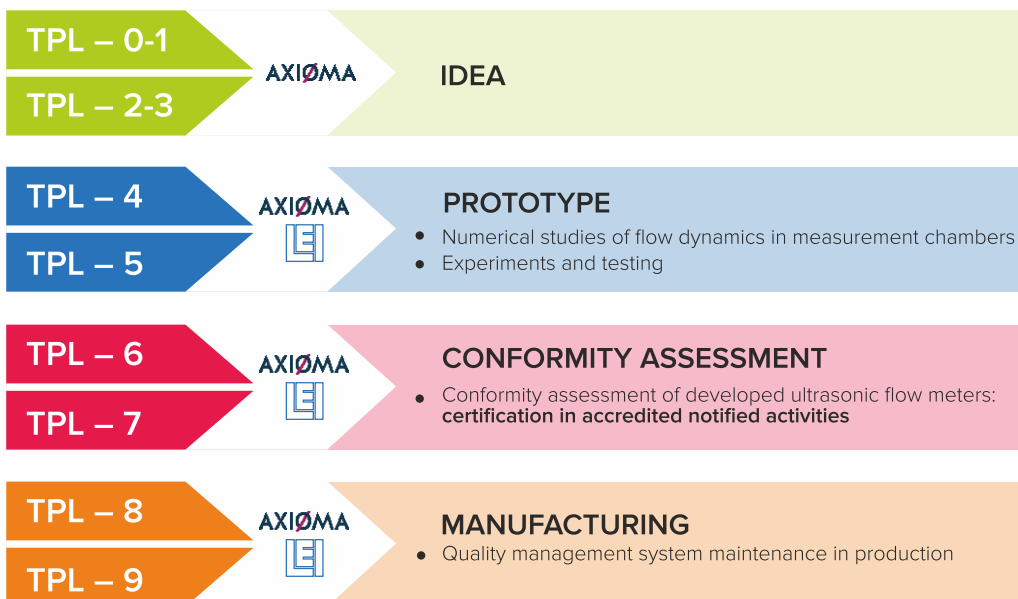 TPL – 0-1
TPL – 2-3
AXIØMA
IDEA
TPL – 4
TPL – 5
AXIØMA
LEI
PROTOTYPE
• Numerical studies of flow dynamics in measurement chambers
• Experiments and testing
TPL – 6
TPL – 7
AXIØMA
LEI
CONFORMITY ASSESSMENT
• Conformity assessment of developed ultrasonic flow meters:
certification in accredited notified activities
TPL – 8
TPL – 9
AXIØMA
LEI
MANUFACTURING
• Quality management system maintenance in production